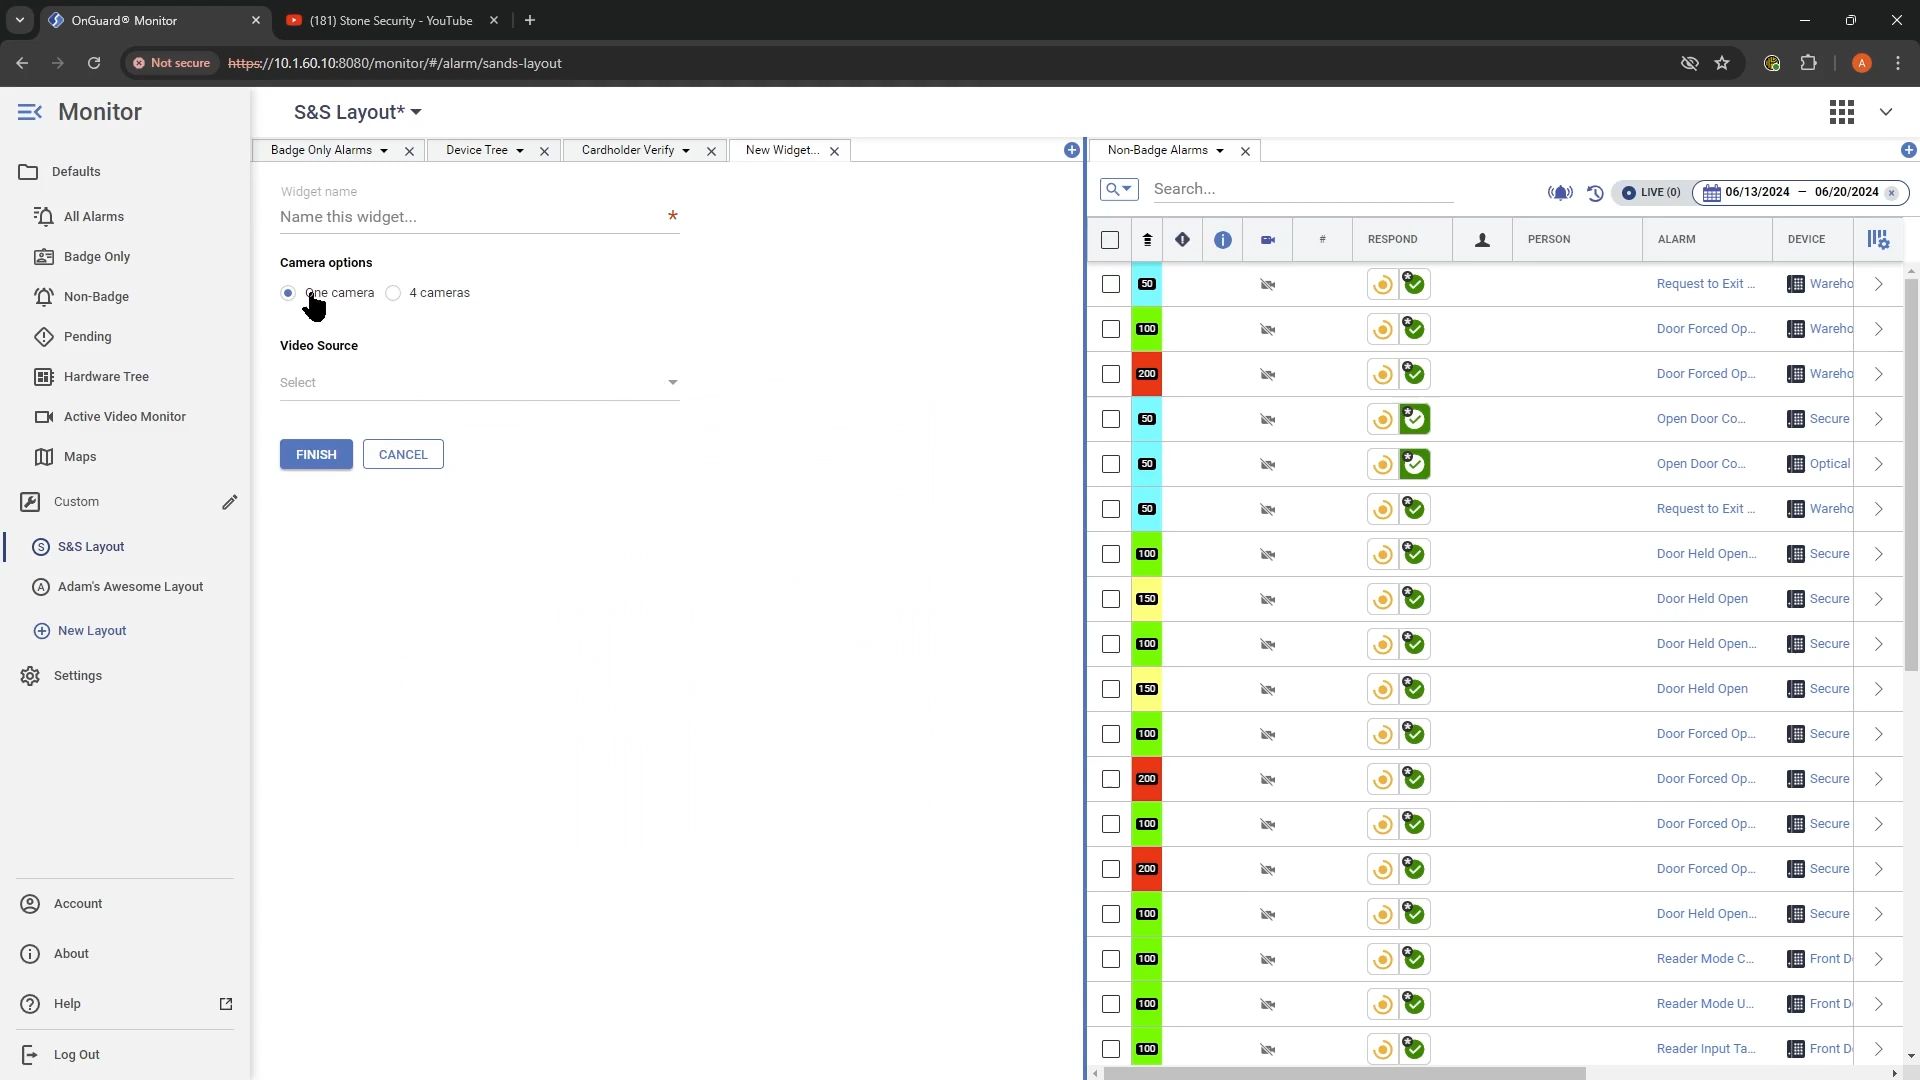 OnGuard® Monitor
(181) Stone Security - YouTube
Not secure
https://10.1.60.10:8080/monitor/#/alarm/sands-layout
A
Monitor
S&S Layout*
Defaults
All Alarms
Badge Only
Non-Badge
Pending
Hardware Tree
Active Video Monitor
Maps
Custom
S S&S Layout
A Adam's Awesome Layout
New Layout
Settings
Account
About
Help
Log Out
Badge Only Alarms
Device Tree
Cardholder Verify
New Widget...
Widget name
Name this widget... *
Camera options
One camera
4 cameras
Video Source
Select
FINISH
CANCEL
Non-Badge Alarms
Search...
LIVE (0)
06/13/2024 – 06/20/2024
# RESPOND PERSON ALARM DEVICE
50 Request to Exit ... Wareho
100 Door Forced Op... Wareho
200 Door Forced Op... Wareho
50 Open Door Co... Secure
50 Open Door Co... Optical
50 Request to Exit ... Wareho
100 Door Held Open... Secure
150 Door Held Open Secure
100 Door Held Open... Secure
150 Door Held Open Secure
100 Door Forced Op... Secure
200 Door Forced Op... Secure
100 Door Forced Op... Secure
200 Door Forced Op... Secure
100 Door Held Open... Secure
100 Reader Mode C... Front D
100 Reader Mode U... Front D
100 Reader Input Ta... Front D